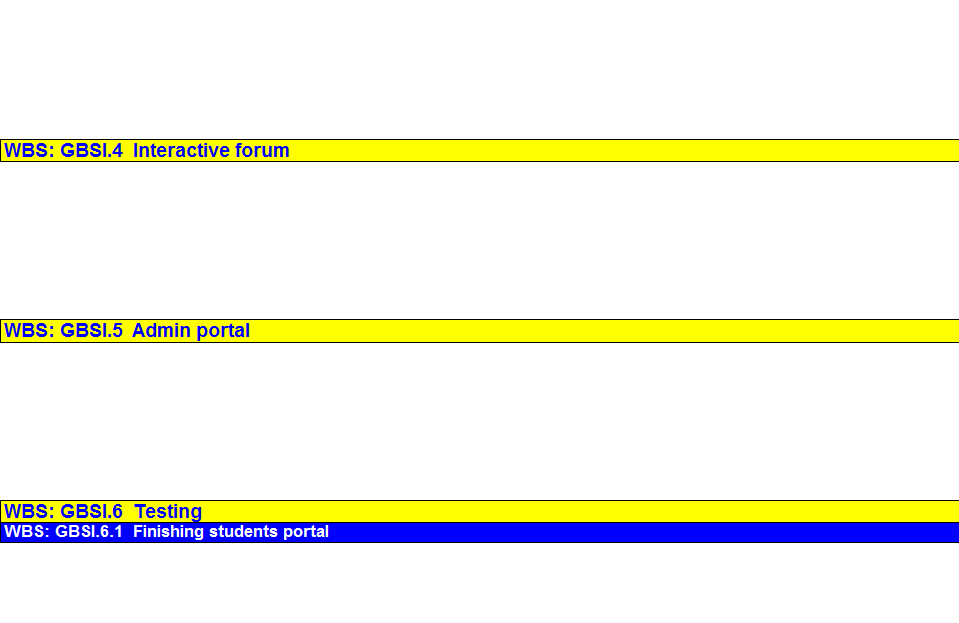 WBS: GBSI.4 Interactive forum
WBS: GBSI.5 Admin portal
WBS: GBSI.6 Testing
WBS: GBSI.6.1 Finishing students portal